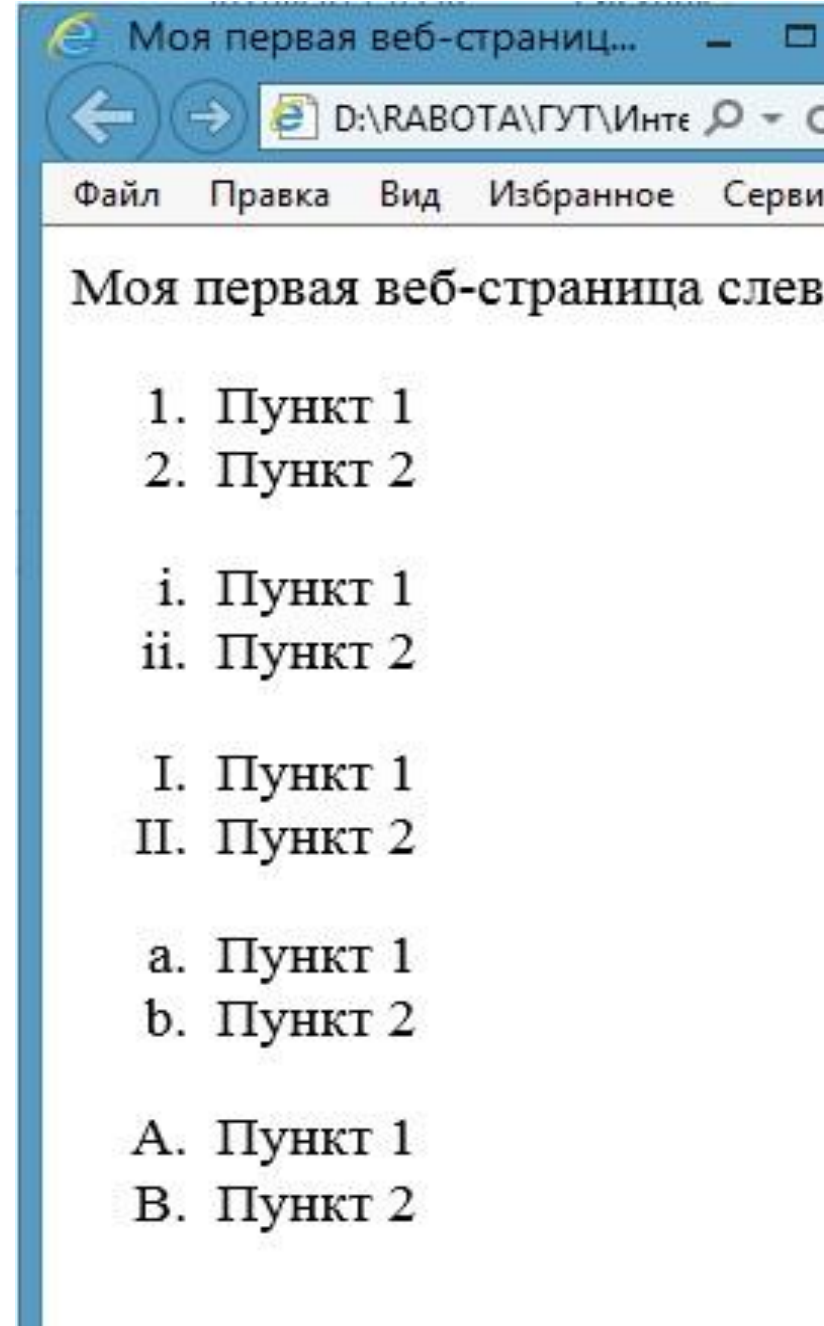 Моя первая веб-страниц...
D:\RABOTA\ГУТ\Инте
Файл Правка Вид Избранное Серви
Моя первая веб-страница слев
1. Пункт 1
2. Пункт 2
i. Пункт 1
ii. Пункт 2
I. Пункт 1
II. Пункт 2
a. Пункт 1
b. Пункт 2
A. Пункт 1
B. Пункт 2